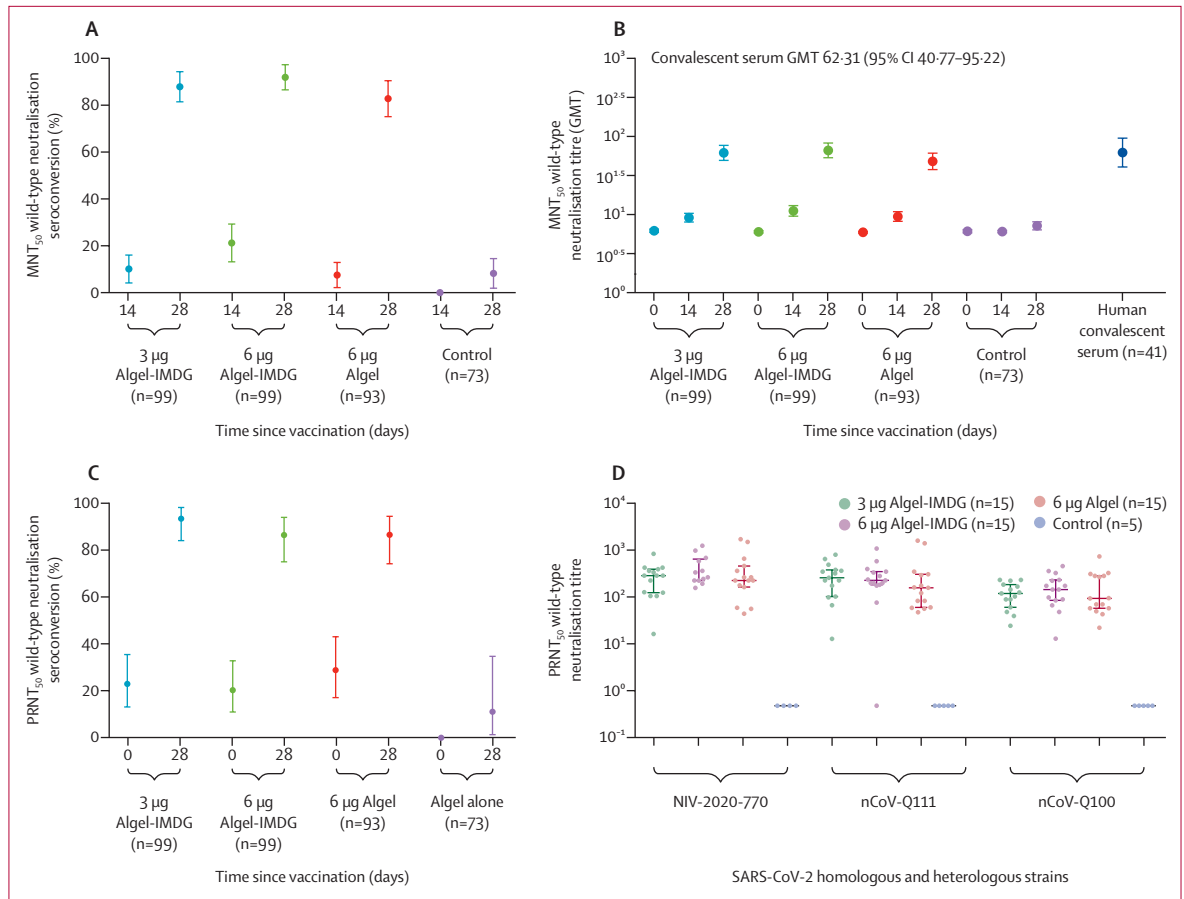 A
MNT₅₀ wild-type neutralisation
seroconversion (%)
100
80
60
40
20
0
14 28 14 28 14 28 14 28
3 µg
Algel-IMDG
(n=99)
6 µg
Algel-IMDG
(n=99)
6 µg
Algel
(n=93)
Control
(n=73)
Time since vaccination (days)
B
Convalescent serum GMT 62·31 (95% CI 40·77–95·22)
MNT₅₀ wild-type
neutralisation titre (GMT)
10³
10²·⁵
10²
10¹·⁵
10¹
10⁰·⁵
10⁰
0 14 28 0 14 28 0 14 28 0 14 28
3 µg
Algel-IMDG
(n=99)
6 µg
Algel-IMDG
(n=99)
6 µg
Algel
(n=93)
Control
(n=73)
Human
convalescent
serum (n=41)
Time since vaccination (days)
C
PRNT₅₀ wild-type neutralisation
seroconversion (%)
100
80
60
40
20
0
0 28 0 28 0 28 0 28
3 µg
Algel-IMDG
(n=99)
6 µg
Algel-IMDG
(n=99)
6 µg Algel
(n=93)
Algel alone
(n=73)
Time since vaccination (days)
D
3 µg Algel-IMDG (n=15)
6 µg Algel-IMDG (n=15)
6 µg Algel (n=15)
Control (n=5)
PRNT₅₀ wild-type
neutralisation titre
10⁴
10³
10²
10¹
10⁰
10⁻¹
NIV-2020-770
nCoV-Q111
nCoV-Q100
SARS-CoV-2 homologous and heterologous strains